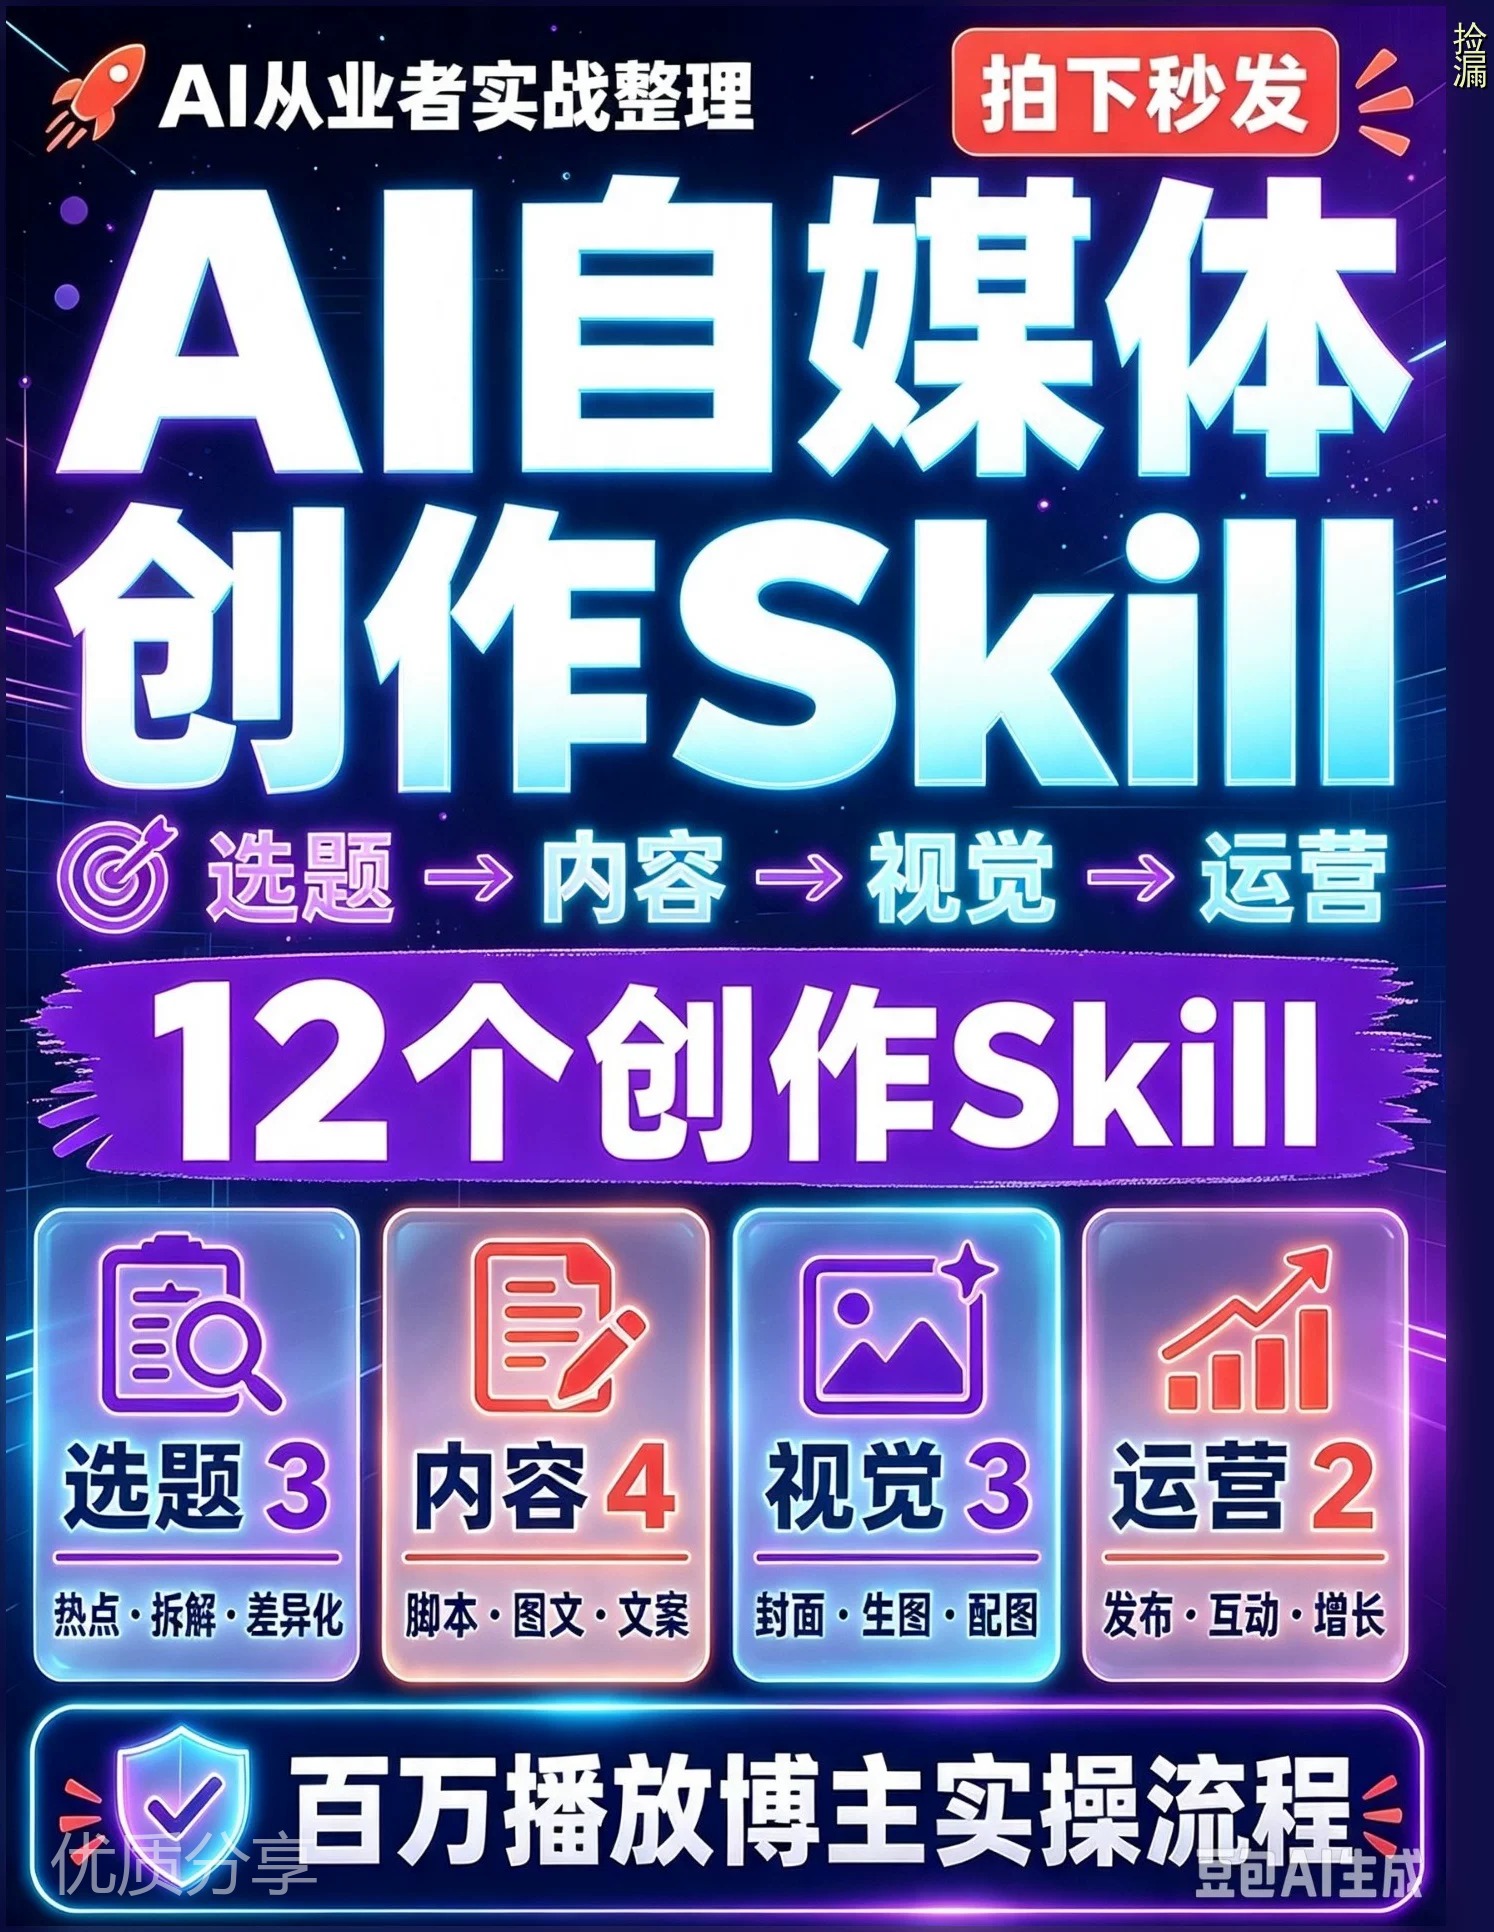 AI从业者实战整理
拍下秒发
捡漏
AI自媒体
创作Skill
选题→内容→视觉→运营
12个创作Skill
选题3
热点·拆解·差异化
内容4
脚本·图文·文案
视觉3
封面·生图·配图
运营2
发布·互动·增长
百万播放博主实操流程
优质分享
豆包AI生成